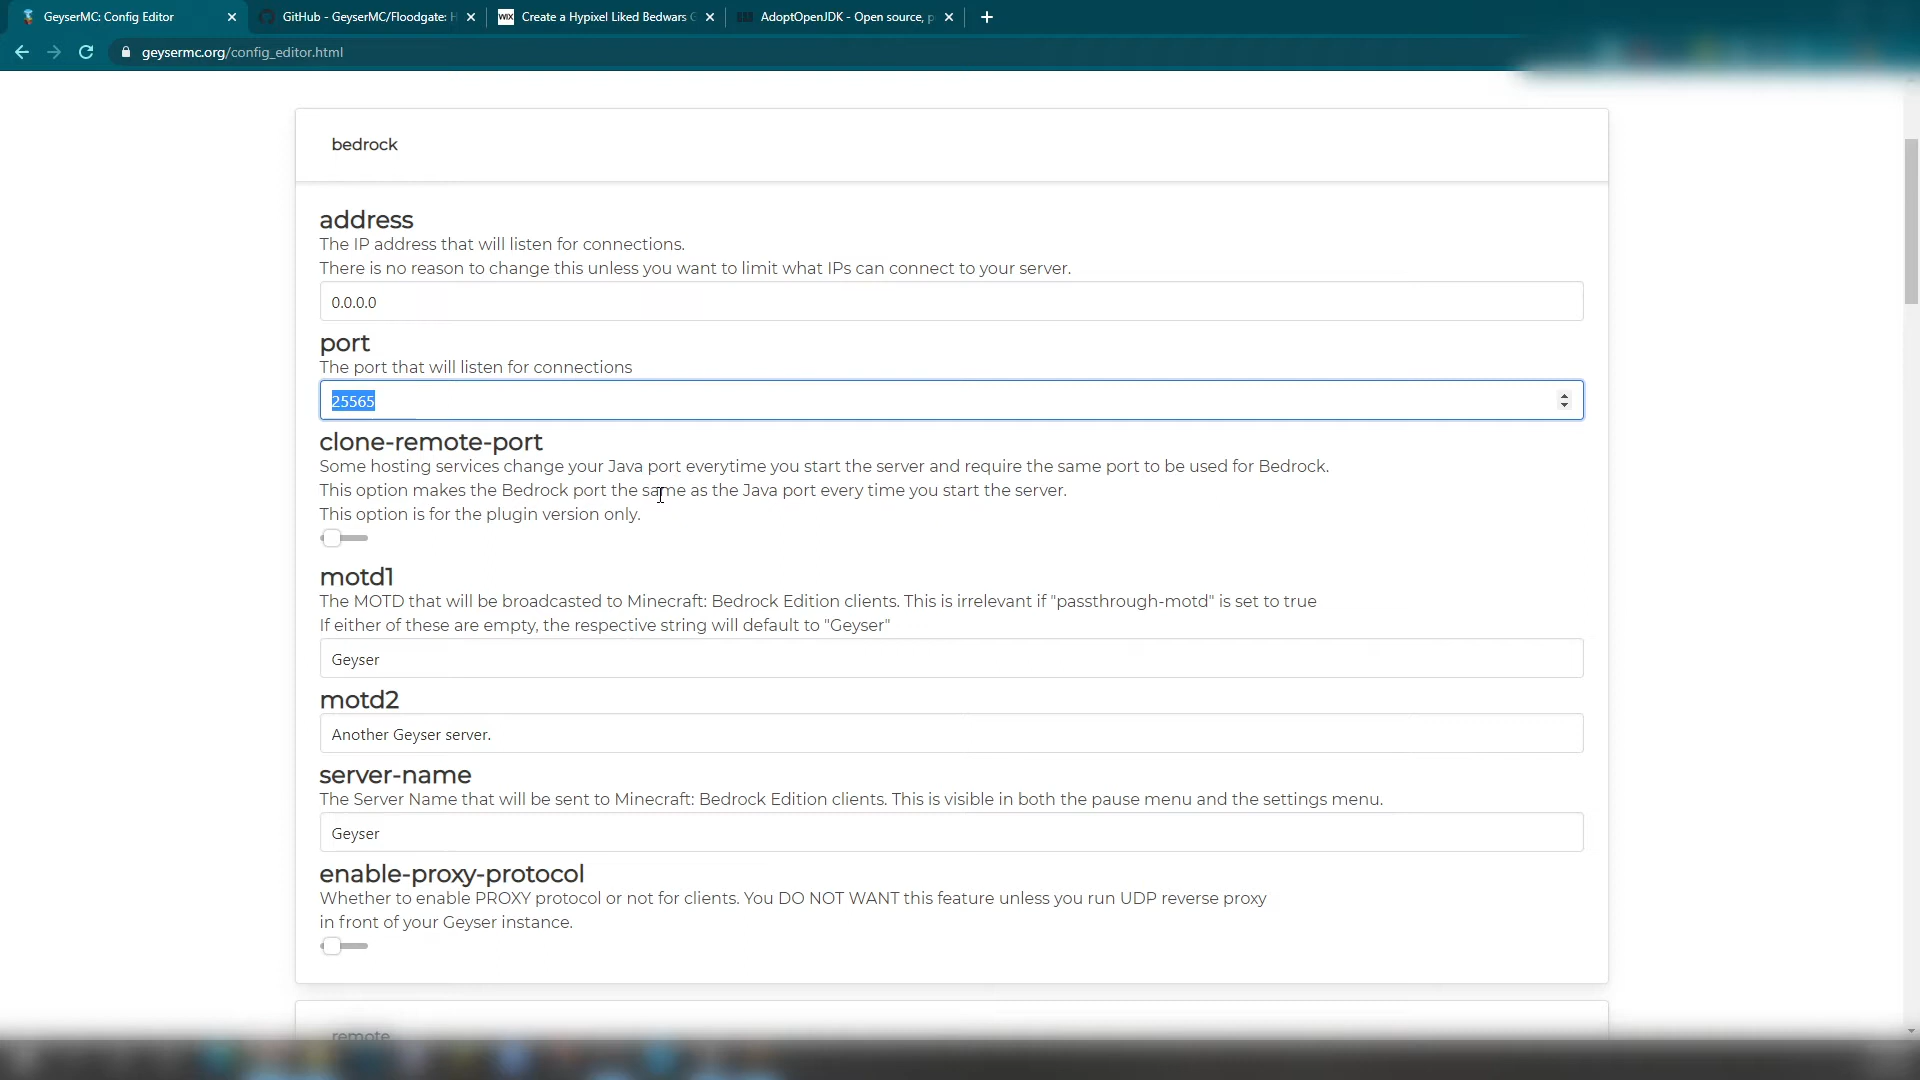 GeyserMC: Config Editor
GitHub - GeyserMC/Floodgate: H
WIX
Create a Hypixel Liked Bedwars G
AdoptOpenJDK - Open source, p
geysermc.org/config_editor.html
bedrock
address
The IP address that will listen for connections.
There is no reason to change this unless you want to limit what IPs can connect to your server.
0.0.0.0
port
The port that will listen for connections
25565
clone-remote-port
Some hosting services change your Java port everytime you start the server and require the same port to be used for Bedrock.
This option makes the Bedrock port the same as the Java port every time you start the server.
This option is for the plugin version only.
motd1
The MOTD that will be broadcasted to Minecraft: Bedrock Edition clients. This is irrelevant if "passthrough-motd" is set to true
If either of these are empty, the respective string will default to "Geyser"
Geyser
motd2
Another Geyser server.
server-name
The Server Name that will be sent to Minecraft: Bedrock Edition clients. This is visible in both the pause menu and the settings menu.
Geyser
enable-proxy-protocol
Whether to enable PROXY protocol or not for clients. You DO NOT WANT this feature unless you run UDP reverse proxy
in front of your Geyser instance.
remote